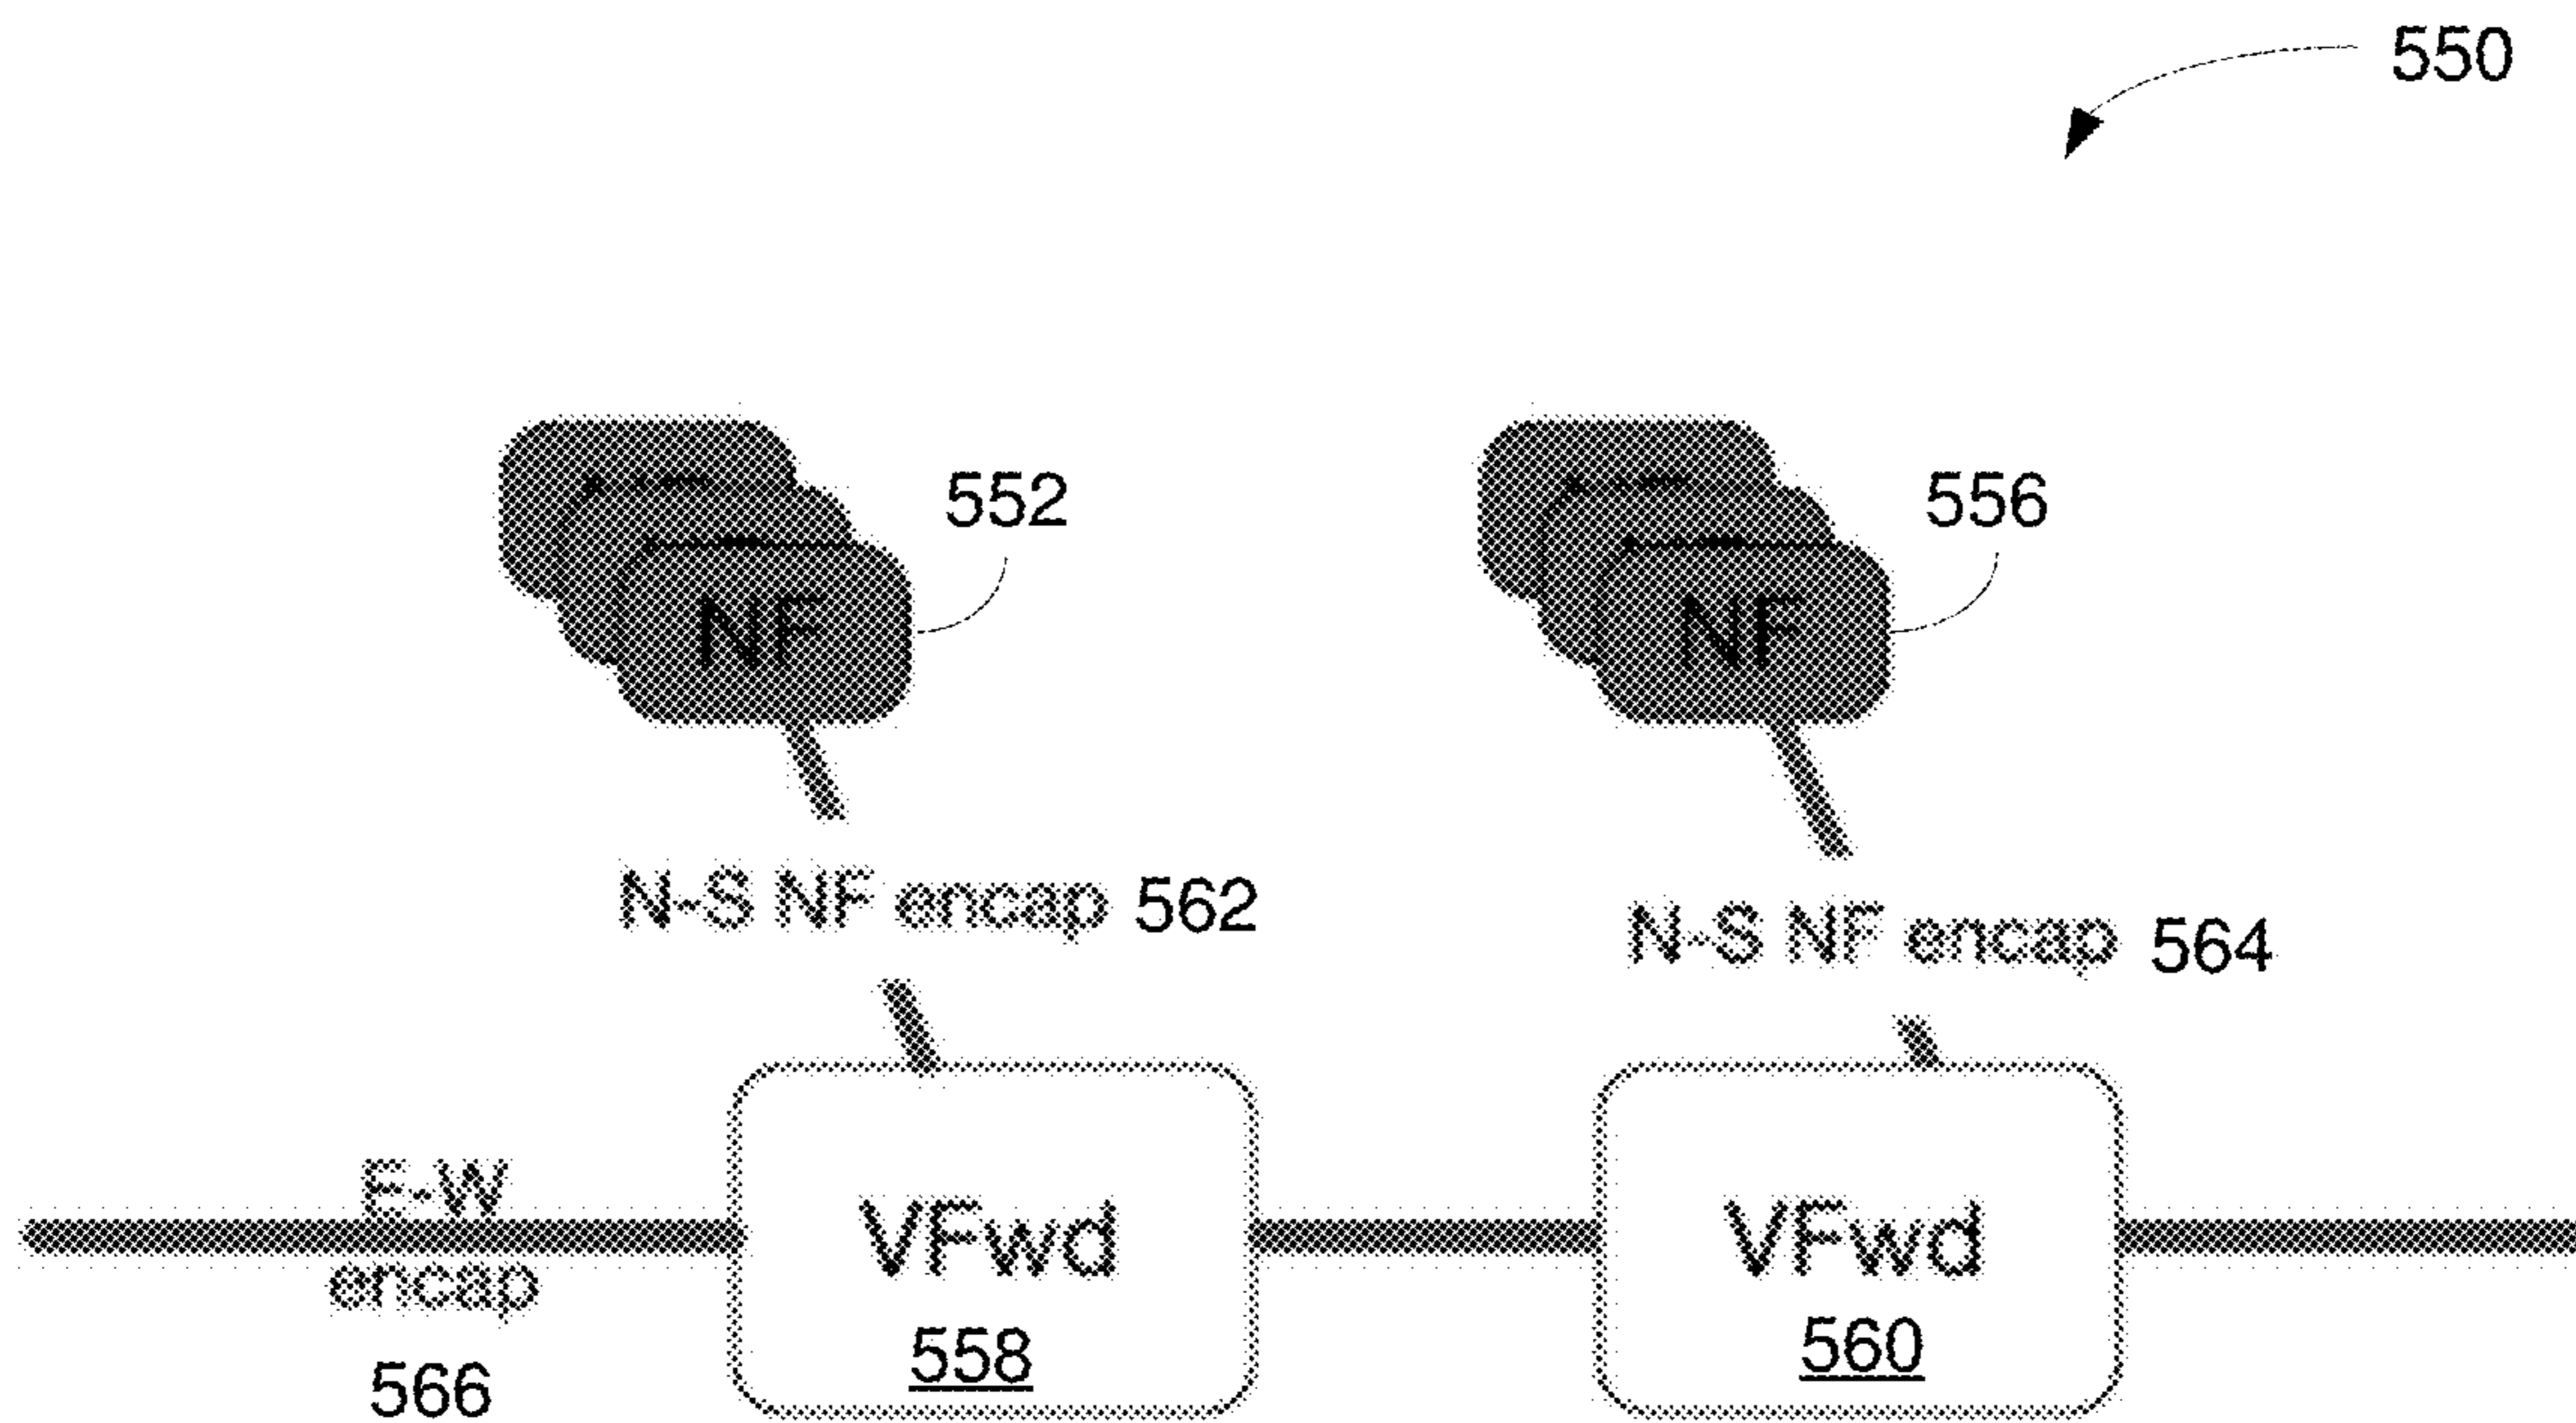 550
552
556
NF
NF
N-S NF encap 562
N-S NF encap 564
E-W
encap
566
VFwd
558
VFwd
560